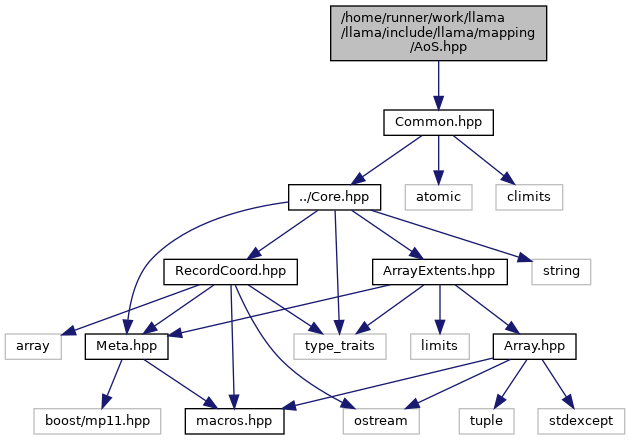 /home/runner/work/llama
/llama/include/llama/mapping
/AoS.hpp
Common.hpp
../Core.hpp
atomic
climits
RecordCoord.hpp
ArrayExtents.hpp
string
array
Meta.hpp
type_traits
limits
Array.hpp
boost/mp11.hpp
macros.hpp
ostream
tuple
stdexcept